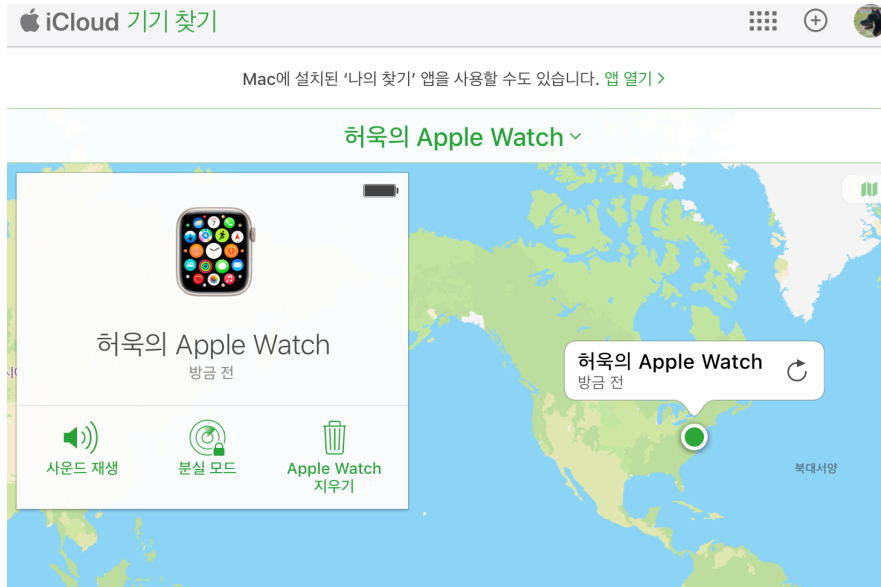 iCloud 기기 찾기
Mac에 설치된 ‘나의 찾기’ 앱을 사용할 수도 있습니다. 앱 열기 >
허욱의 Apple Watch
허욱의 Apple Watch
방금 전
사운드 재생
분실 모드
Apple Watch
지우기
허욱의 Apple Watch
방금 전
북대서양